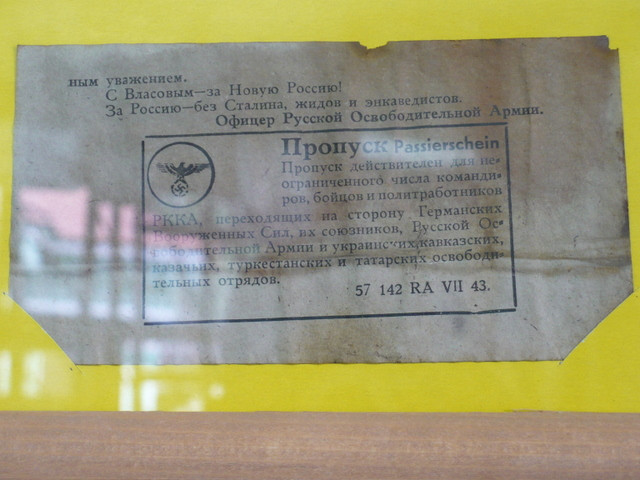 ным уважением.
С Власовым—за Новую Россию!
За Россию—без Сталина, жидов и энкаведистов.
Офицер Русской Освободительной Армии.
Пропуск Passierschein
Пропуск действителен для не-
ограниченного числа команди-
ров, бойцов и политработников
РККА, переходящих на сторону Германских
Вооруженных Сил, их союзников, Русской Ос-
вободительной Армии и украинских, кавказских,
казачьих, туркестанских и татарских освободи-
тельных отрядов.
57 142 RA VII 43.